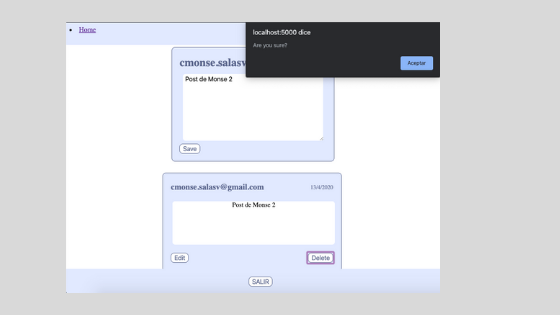 Home
localhost:5000 dice
Are you sure?
Aceptar
cmonse.salasv
Post de Monse 2
Save
cmonse.salasv@gmail.com
13/4/2020
Post de Monse 2
Edit
Delete
SALIR